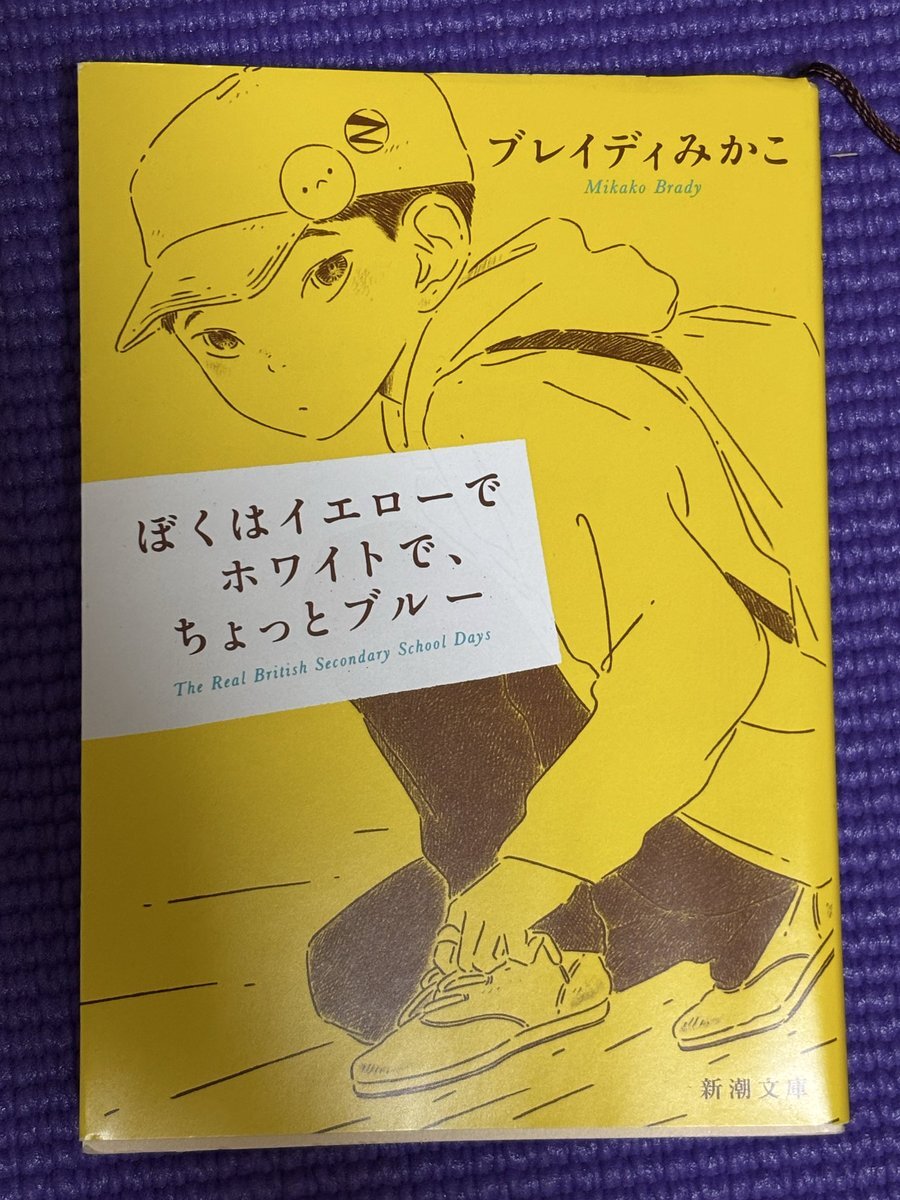 N
ブレイディみかこ
Mikako Brady
ぼくはイエローで
ホワイトで、
ちょっとブルー
The Real British Secondary School Days
新潮文庫